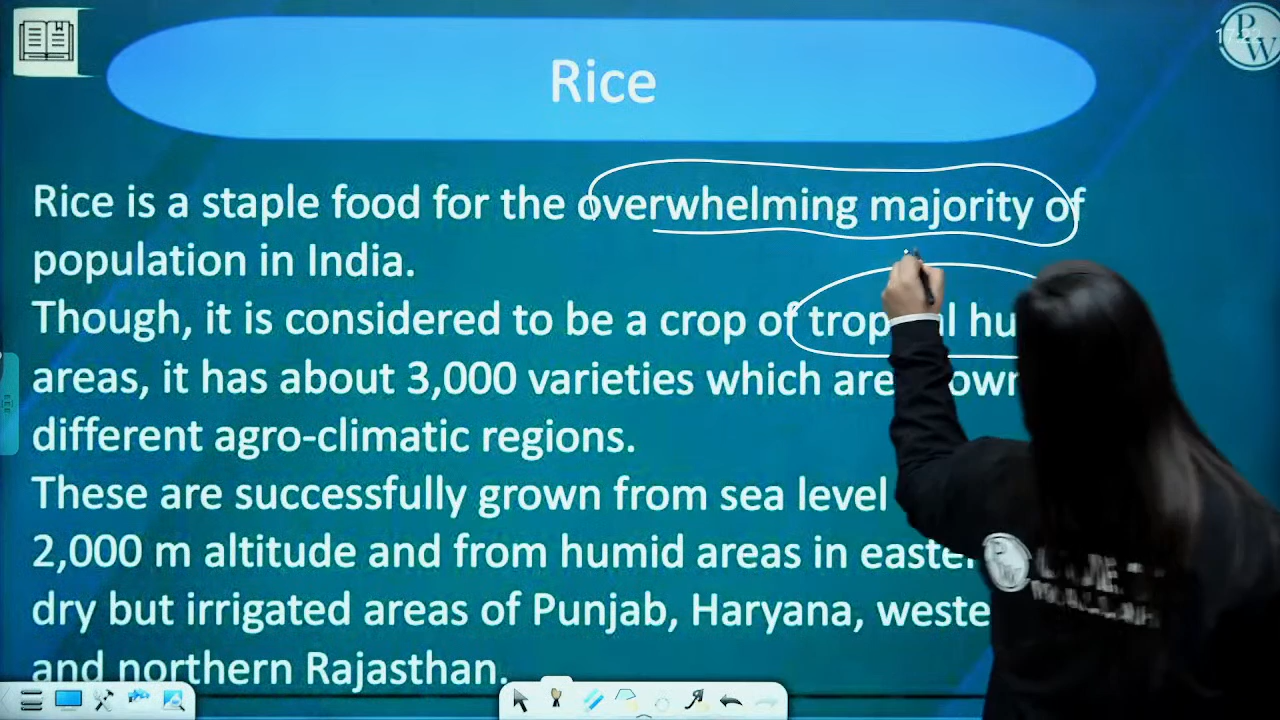 PW
Rice
Rice is a staple food for the overwhelming majority of
population in India.
Though, it is considered to be a crop of tropical hu
areas, it has about 3,000 varieties which are
different agro-climatic regions.
These are successfully grown from sea level
2,000 m altitude and from humid areas in easte
dry but irrigated areas of Punjab, Haryana, weste
and northern Rajasthan.
PW